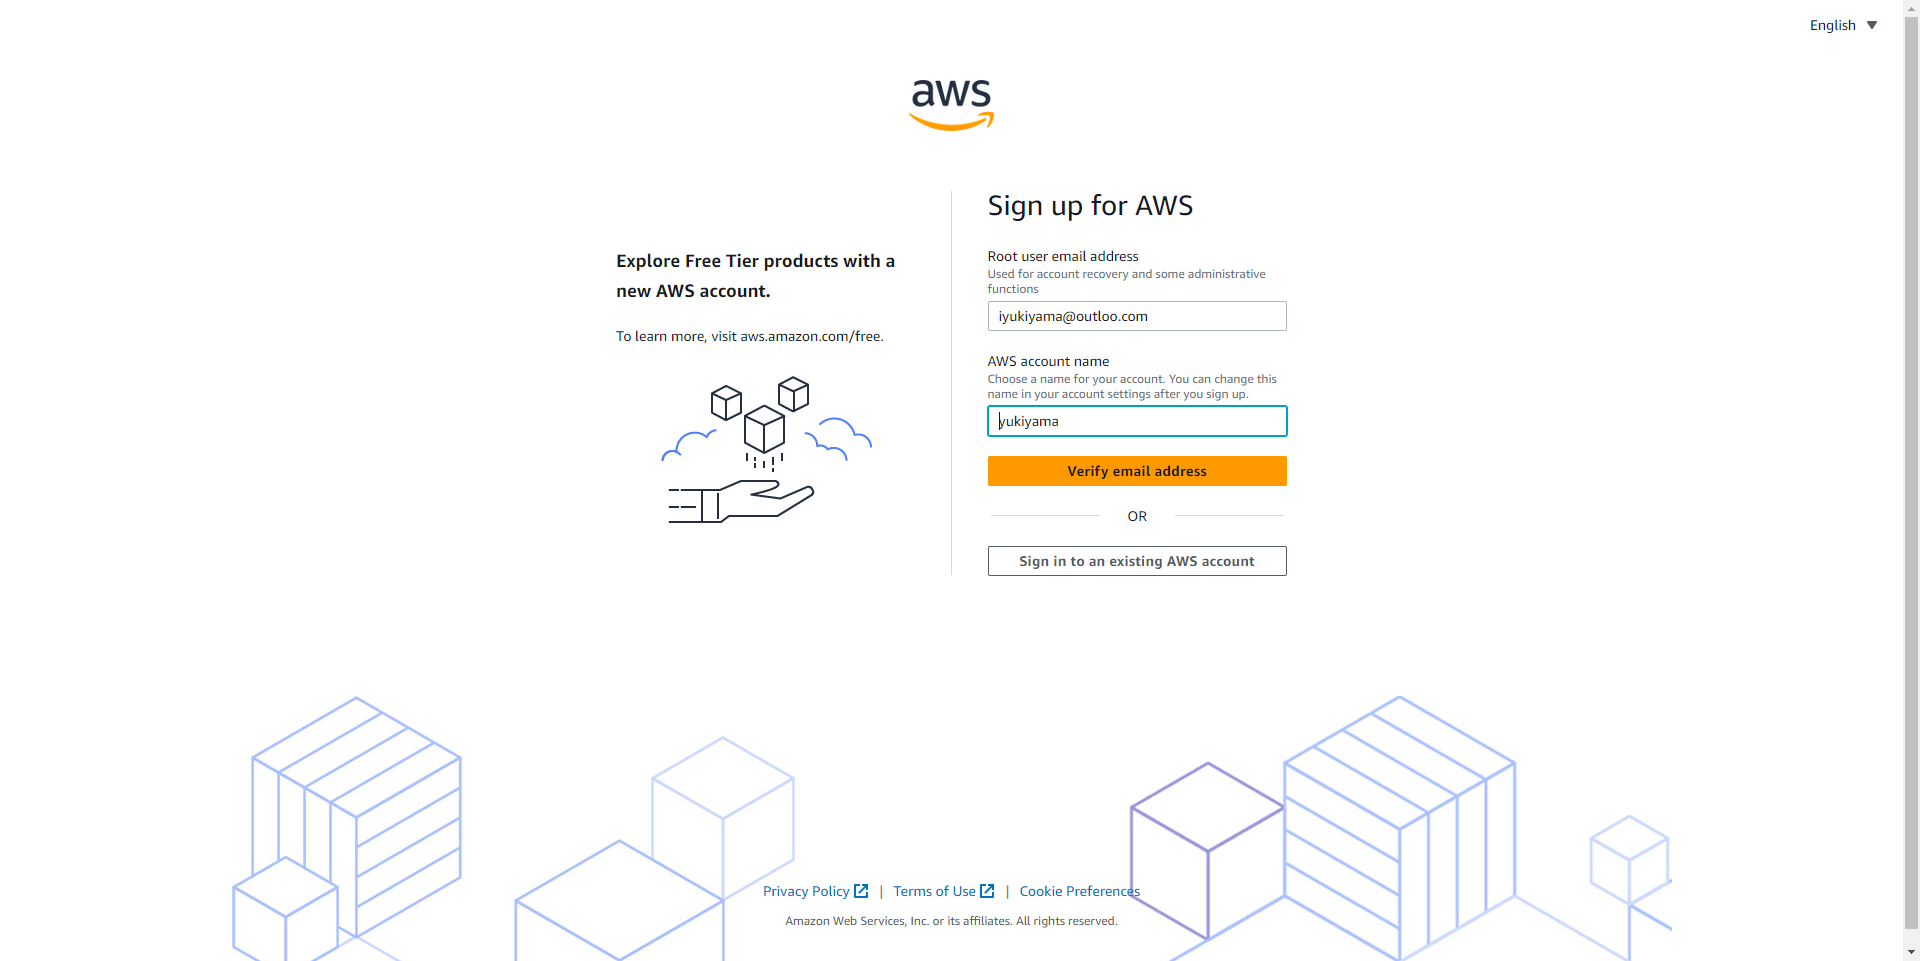 English
aws
Sign up for AWS
Explore Free Tier products with a
new AWS account.
To learn more, visit aws.amazon.com/free.
Root user email address
Used for account recovery and some administrative
functions
iyukiyama@outloo.com
AWS account name
Choose a name for your account. You can change this
name in your account settings after you sign up.
yukiyama
Verify email address
OR
Sign in to an existing AWS account
Privacy Policy | Terms of Use | Cookie Preferences
Amazon Web Services, Inc. or its affiliates. All rights reserved.